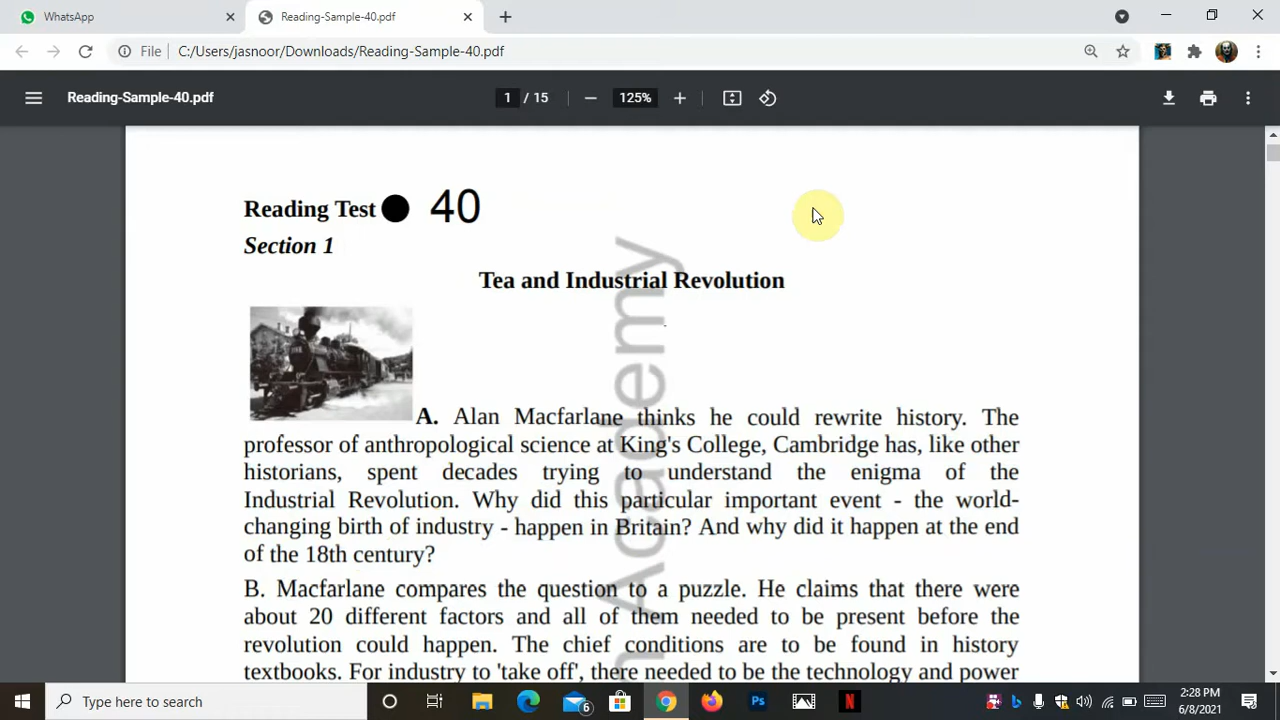 WhatsApp
Reading-Sample-40.pdf
File
C:/Users/jasnoor/Downloads/Reading-Sample-40.pdf
Reading-Sample-40.pdf
1 / 15
125%
Reading Test ● 40
Section 1
Tea and Industrial Revolution
A. Alan Macfarlane thinks he could rewrite history. The
professor of anthropological science at King's College, Cambridge has, like other
historians, spent decades trying to understand the enigma of the
Industrial Revolution. Why did this particular important event - the world-
changing birth of industry - happen in Britain? And why did it happen at the end
of the 18th century?
B. Macfarlane compares the question to a puzzle. He claims that there were
about 20 different factors and all of them needed to be present before the
revolution could happen. The chief conditions are to be found in history
textbooks. For industry to 'take off', there needed to be the technology and power
n Academy
Type here to search
6
Ps
N
2:28 PM
6/8/2021